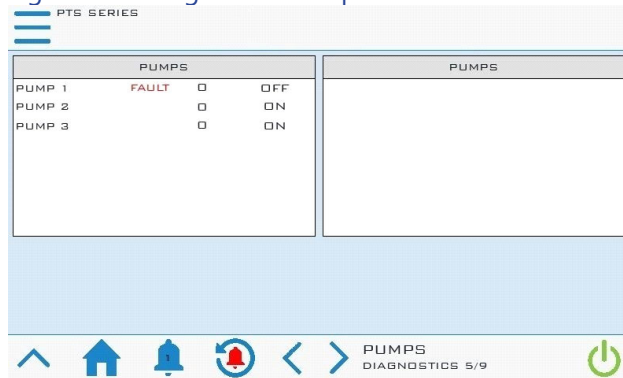 PTS SERIES
PUMPS
PUMP 1 FAULT 0 OFF
PUMP 2 0 ON
PUMP 3 0 ON
PUMPS
1
PUMPS
DIAGNOSTICS 5/9